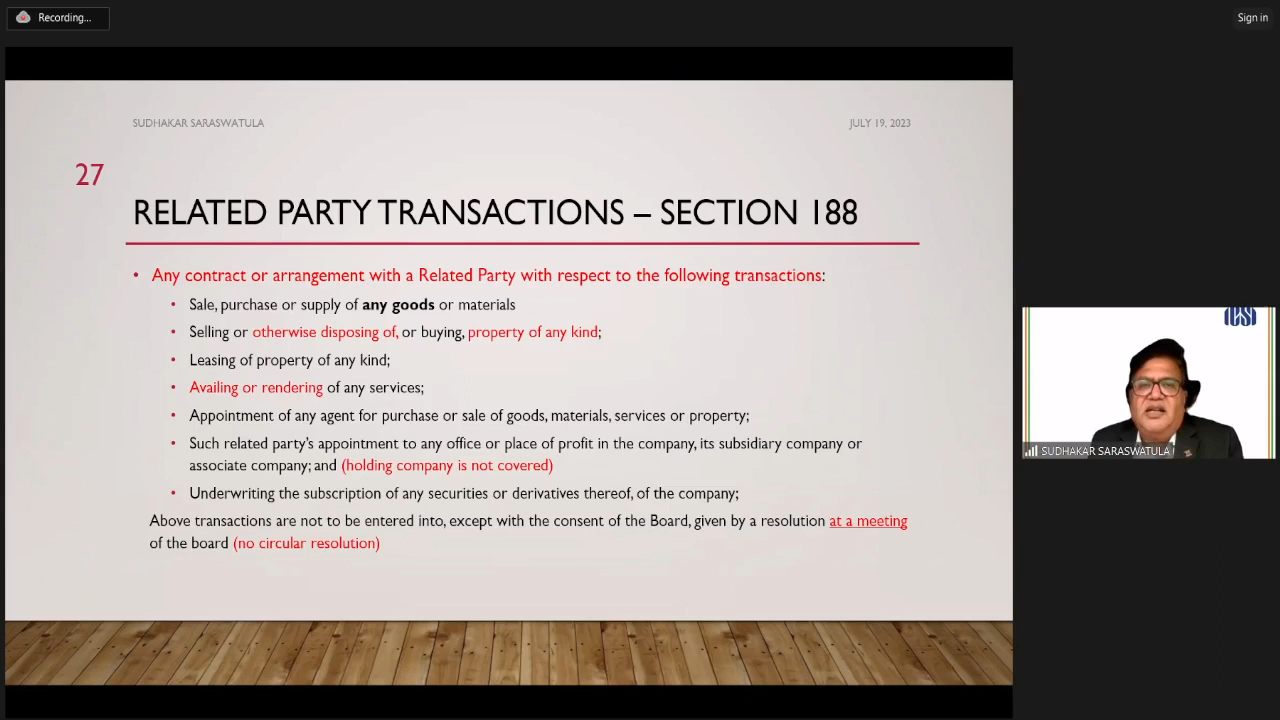 Recording...
Sign in
SUDHAKAR SARASWATULA
JULY 19, 2023
27
RELATED PARTY TRANSACTIONS – SECTION 188
• Any contract or arrangement with a Related Party with respect to the following transactions:
• Sale, purchase or supply of any goods or materials
• Selling or otherwise disposing of, or buying, property of any kind;
• Leasing of property of any kind;
• Availing or rendering of any services;
• Appointment of any agent for purchase or sale of goods, materials, services or property;
• Such related party's appointment to any office or place of profit in the company, its subsidiary company or
associate company; and (holding company is not covered)
• Underwriting the subscription of any securities or derivatives thereof, of the company;
Above transactions are not to be entered into, except with the consent of the Board, given by a resolution at a meeting
of the board (no circular resolution)
SUDHAKAR SARASWATULA